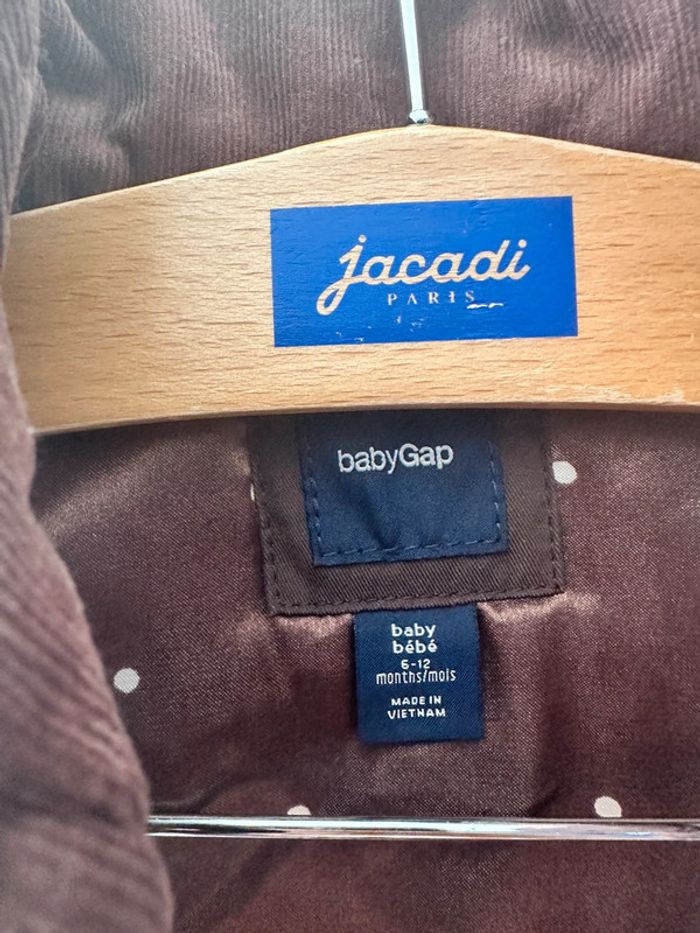 jacadi
PARIS
babyGap
baby
bébé
6-12
months/mois
MADE IN
VIETNAM